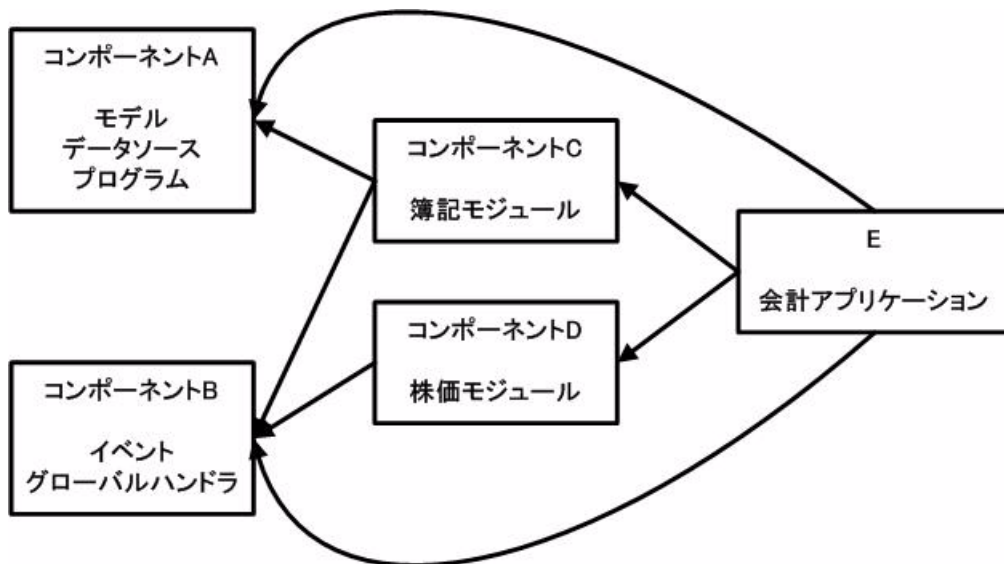 コンポーネントA
モデル
データソース
プログラム
コンポーネントC
簿記モジュール
E
会計アプリケーション
コンポーネントD
株価モジュール
コンポーネントB
イベント
グローバルハンドラ